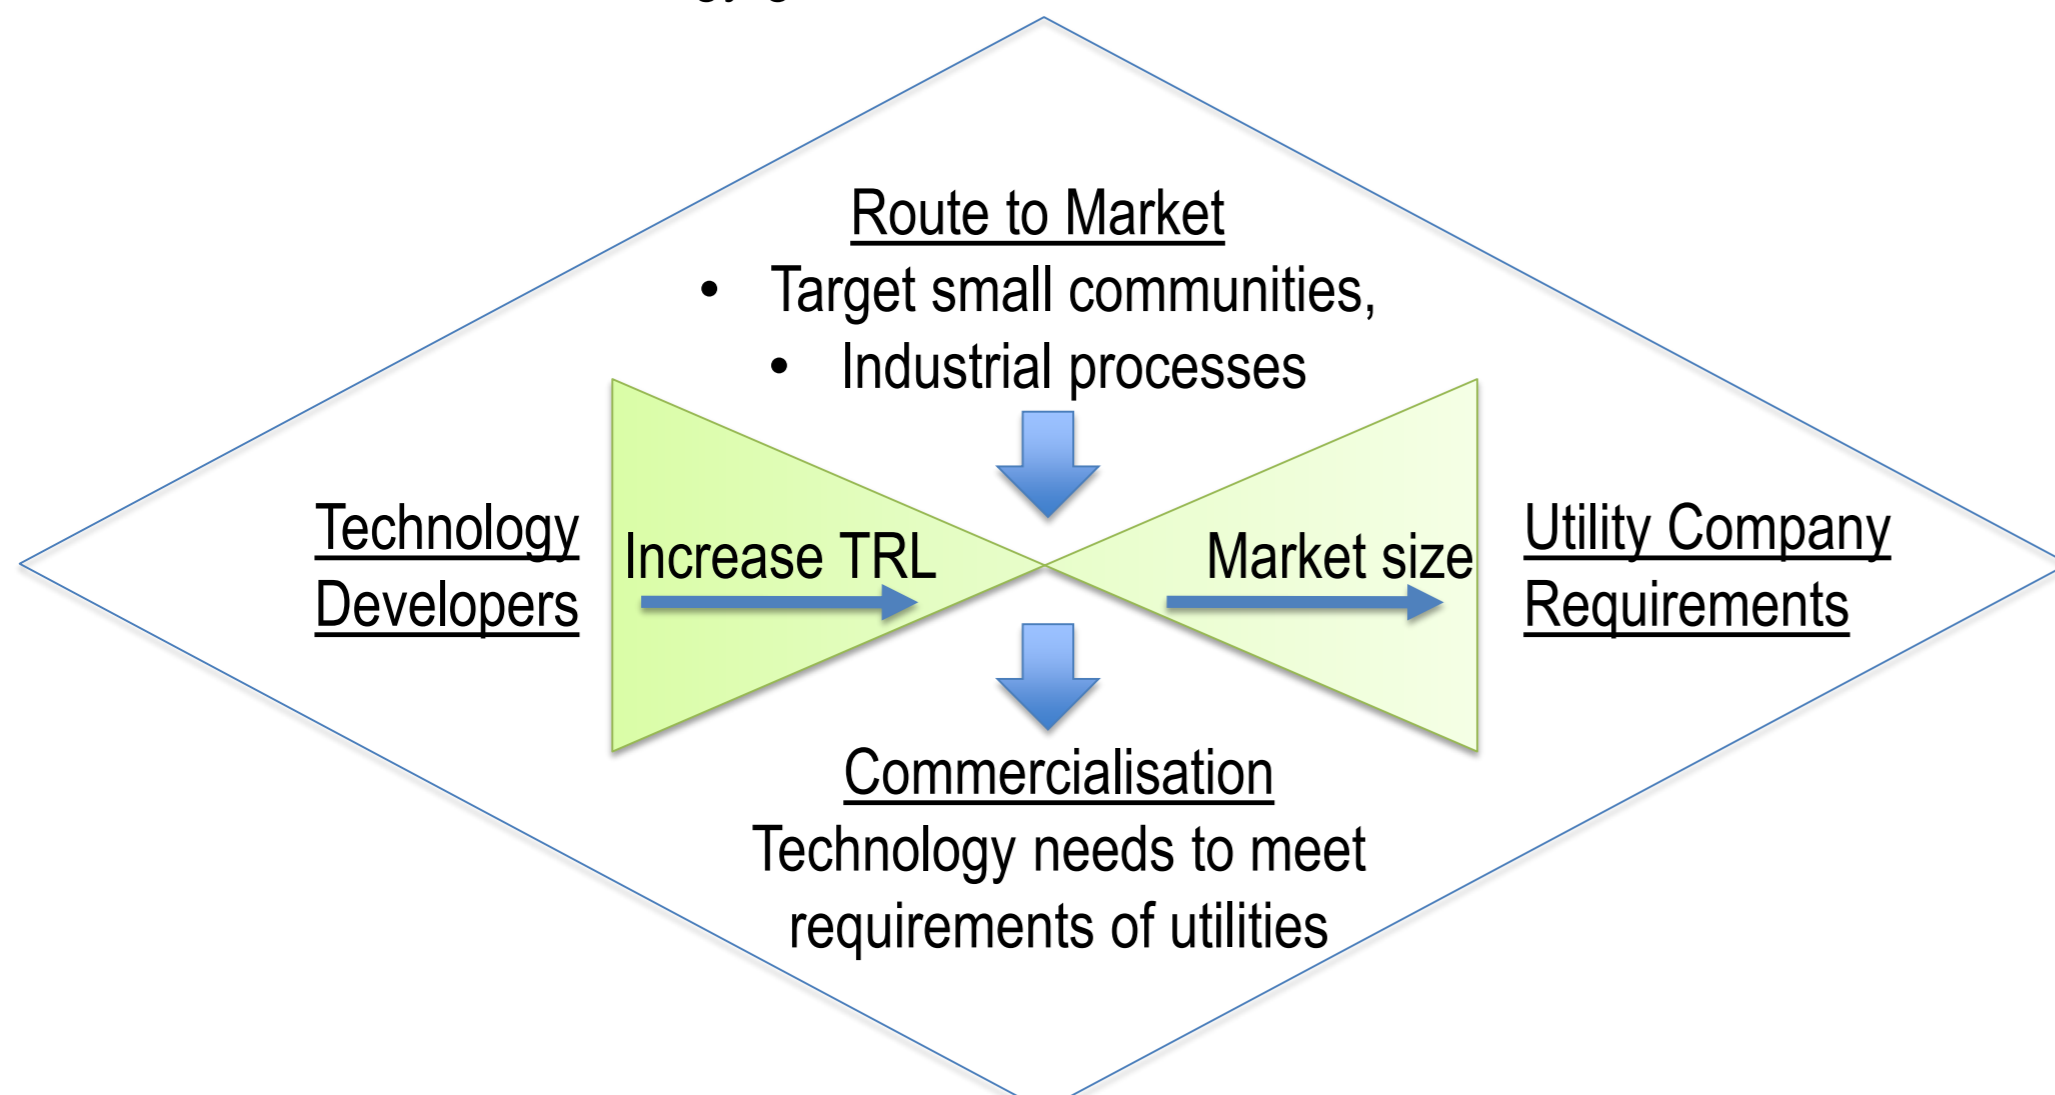 Route to Market
• Target small communities,
• Industrial processes
Technology
Developers
Increase TRL
Market size
Utility Company
Requirements
Commercialisation
Technology needs to meet
requirements of utilities